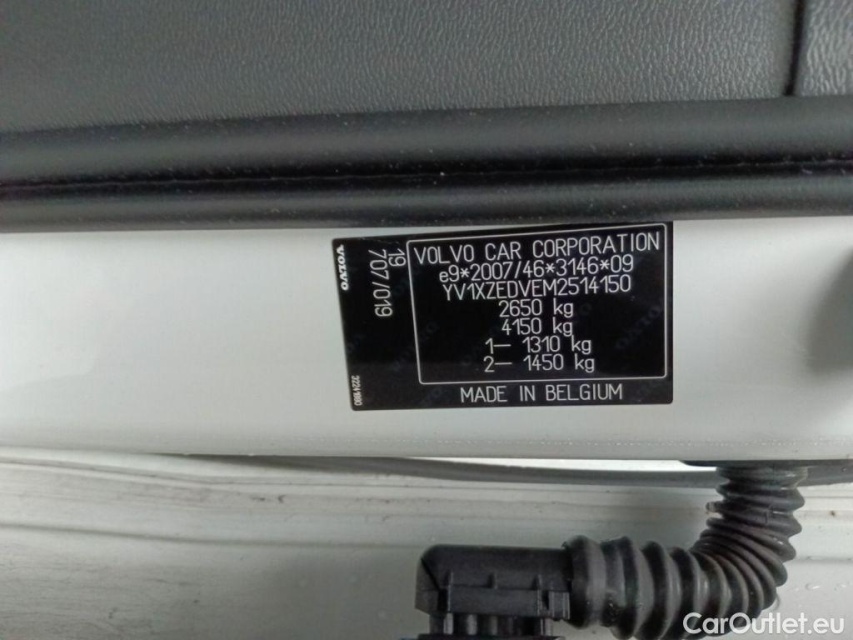 VOLVO
19
707/019
VOLVO CAR CORPORATION
e9*2007/46*3146*09
YV1XZEDVEM2514150
2650 kg
4150 kg
1— 1310 kg
2— 1450 kg
MADE IN BELGIUM
CarOutlet.eu